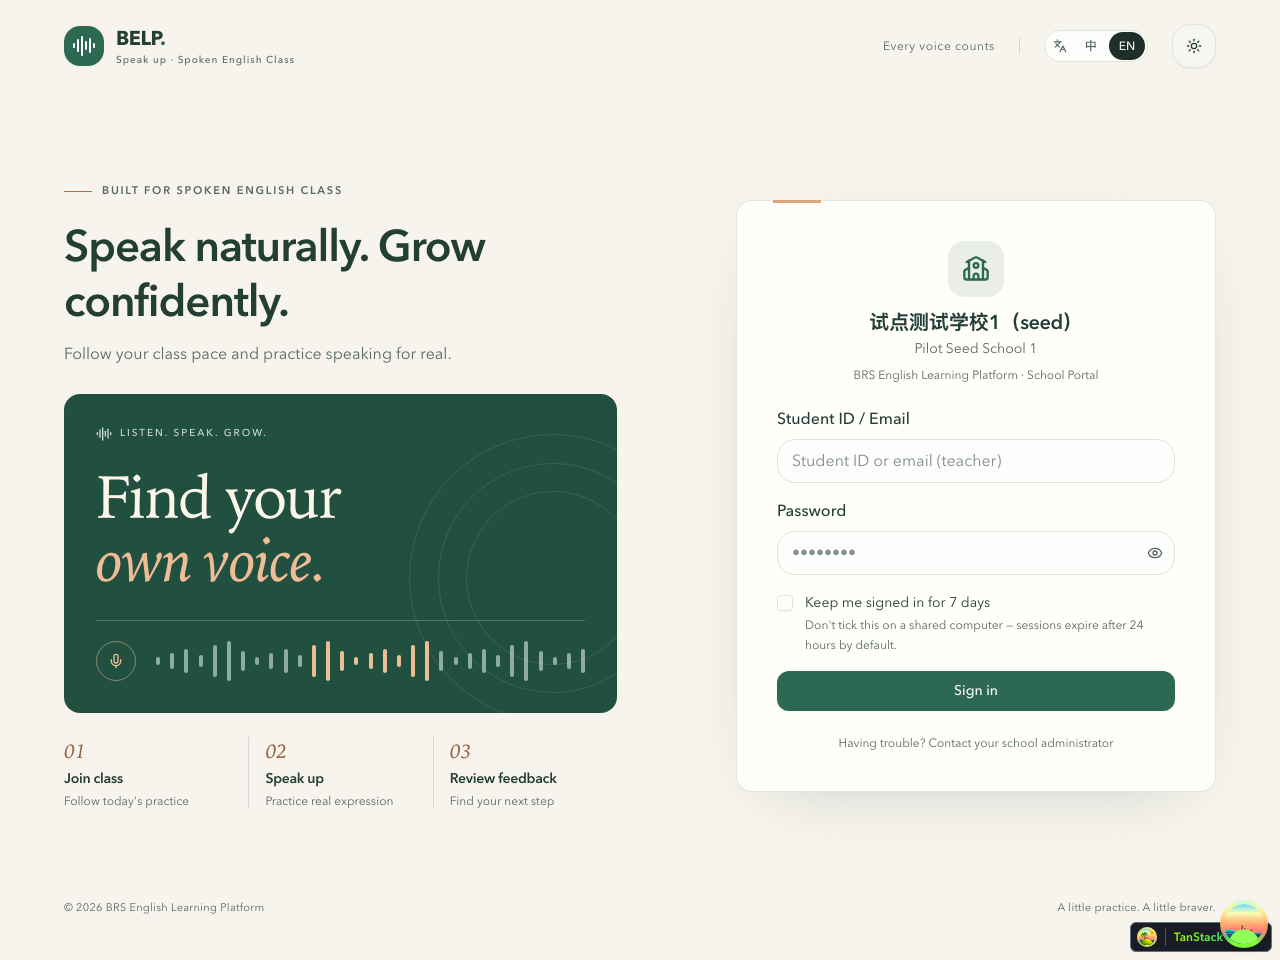 BELP.
Speak up · Spoken English Class
Every voice counts
中
EN
BUILT FOR SPOKEN ENGLISH CLASS
Speak naturally. Grow
confidently.
Follow your class pace and practice speaking for real.
LISTEN. SPEAK. GROW.
Find your
own voice.
01
Join class
Follow today's practice
02
Speak up
Practice real expression
03
Review feedback
Find your next step
试点测试学校1（seed）
Pilot Seed School 1
BRS English Learning Platform · School Portal
Student ID / Email
Student ID or email (teacher)
Password
••••••••
Keep me signed in for 7 days
Don't tick this on a shared computer — sessions expire after 24
hours by default.
Sign in
Having trouble? Contact your school administrator
© 2026 BRS English Learning Platform
A little practice. A little braver.
TanStack